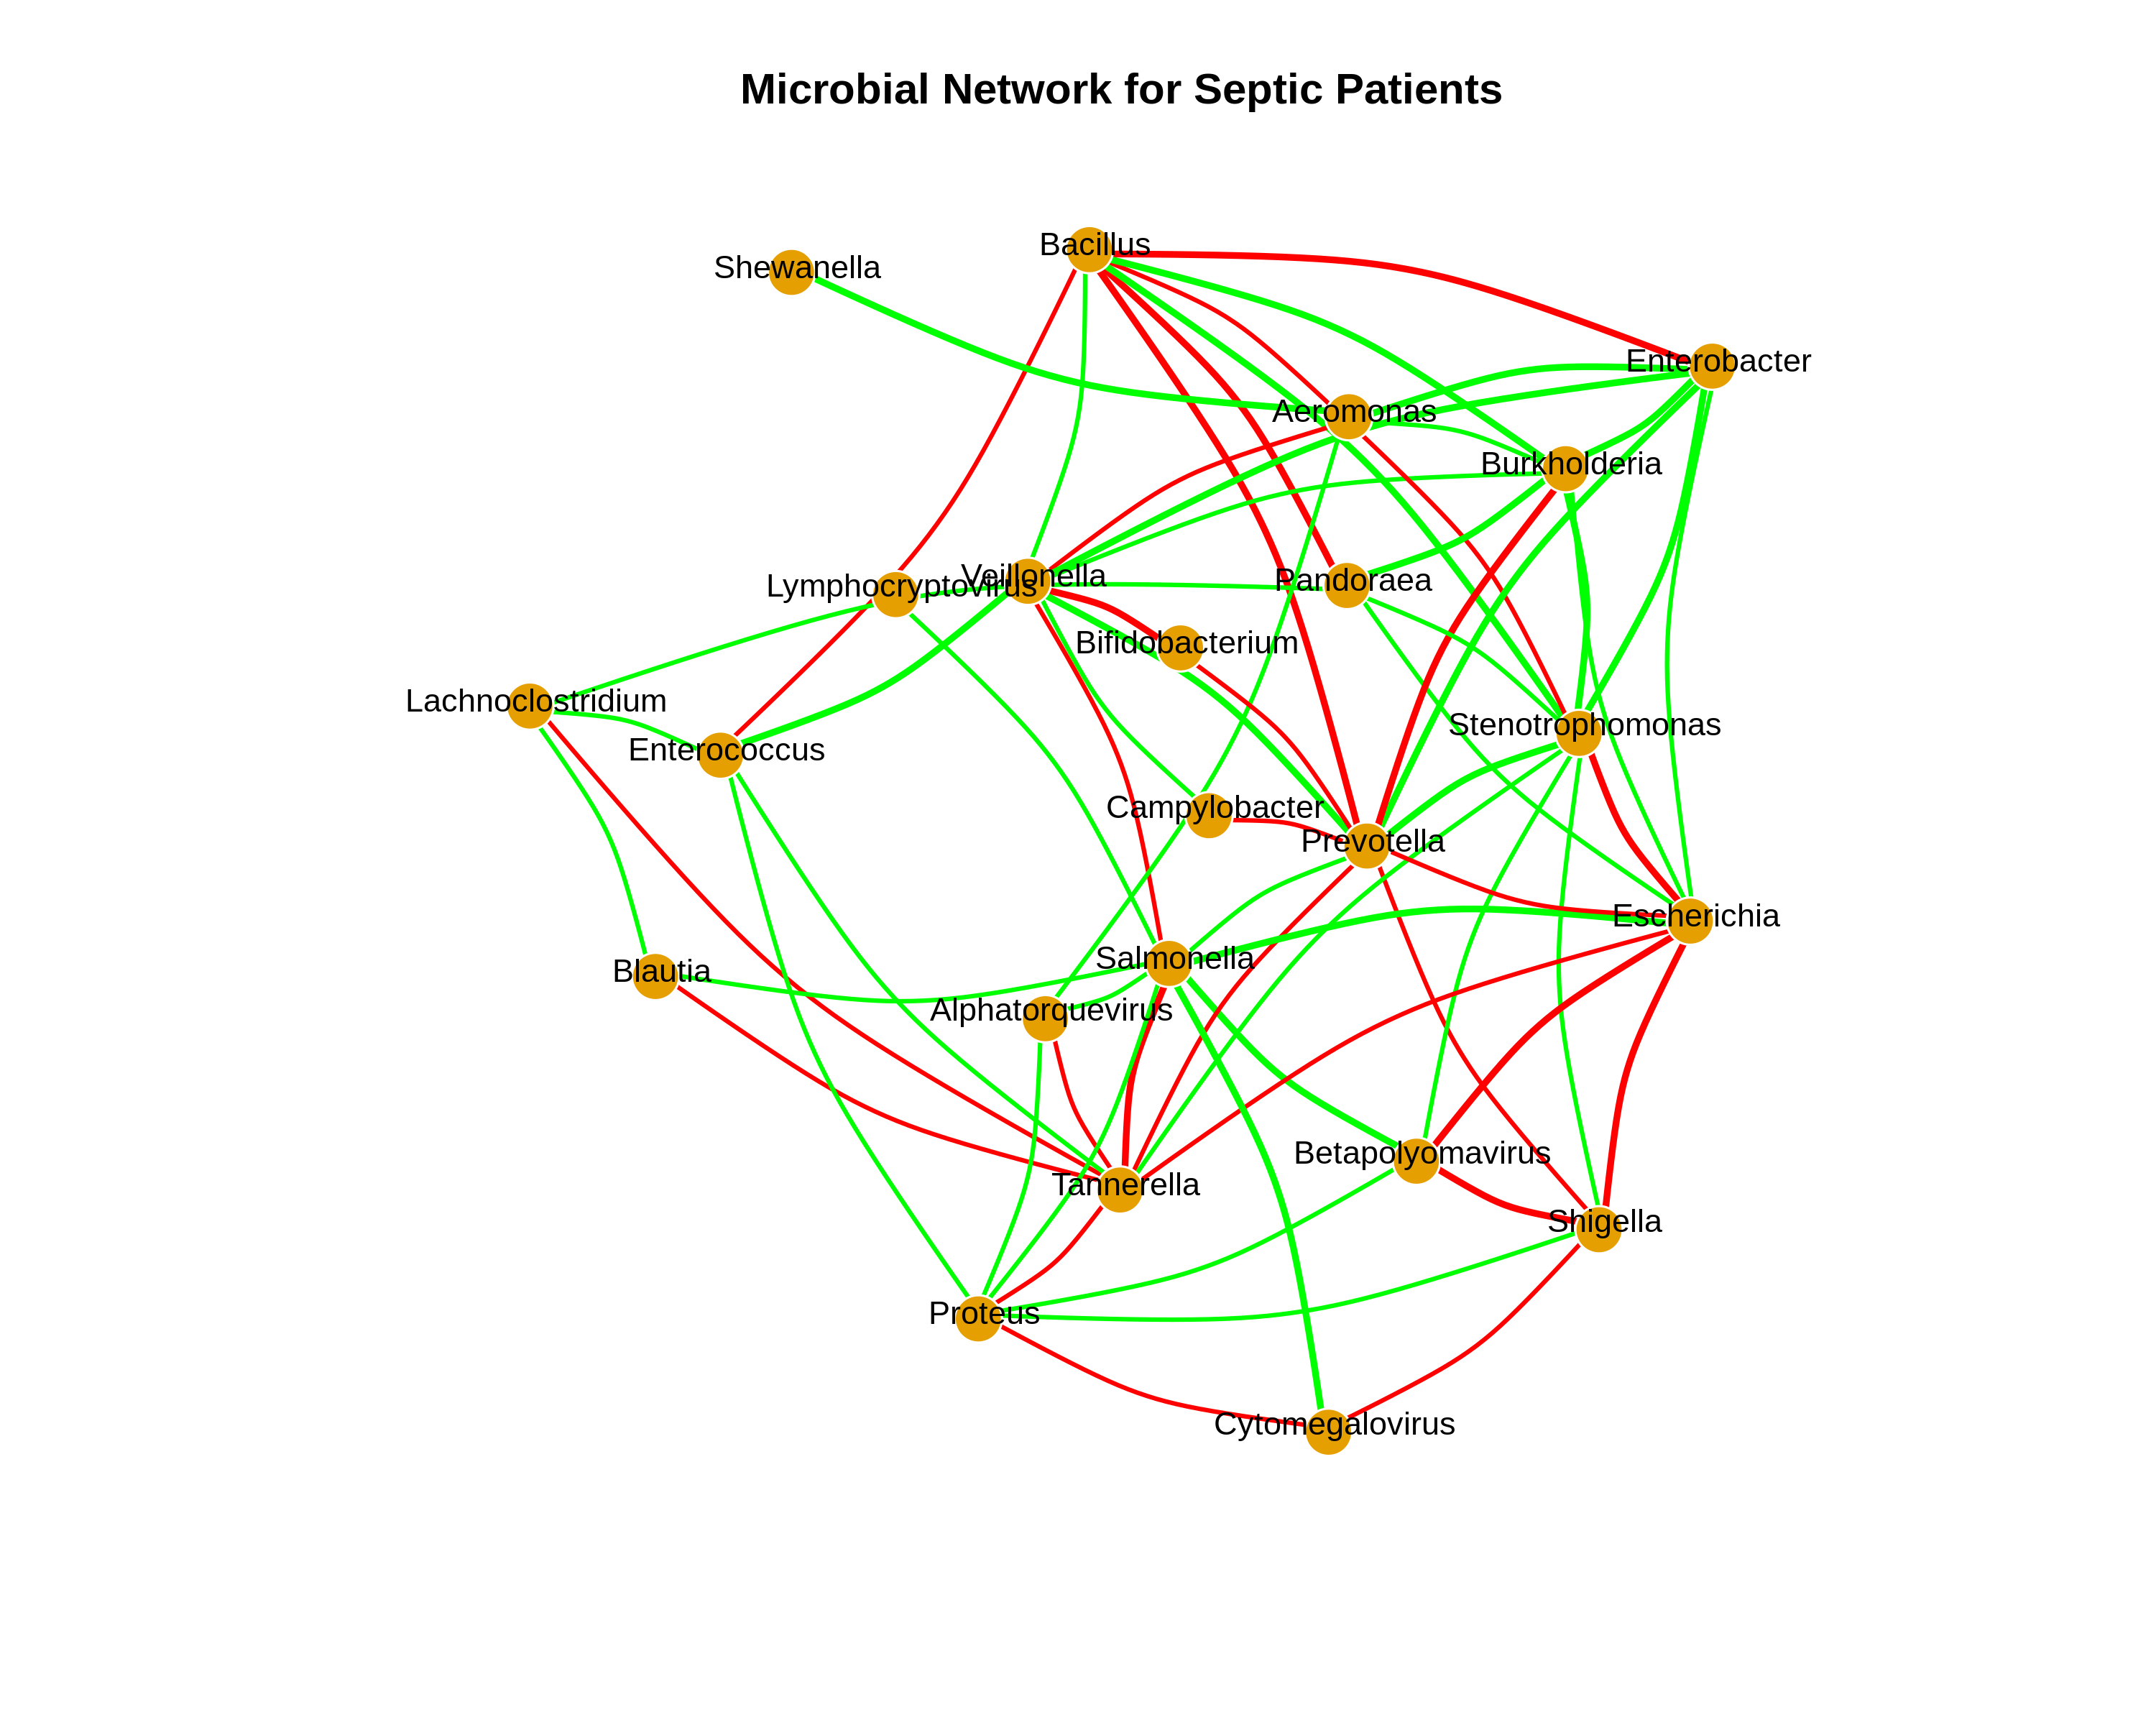 Microbial Network for Septic Patients
Bacillus
Shewanella
Enterobacter
Aeromonas
Burkholderia
Veillonella
Lymphocryptovirus
Pandoraea
Bifidobacterium
Lachnoclostridium
Stenotrophomonas
Enterococcus
Campylobacter
Prevotella
Escherichia
Salmonella
Blautia
Alphatorquevirus
Betapolyomavirus
Tannerella
Shigella
Proteus
Cytomegalovirus